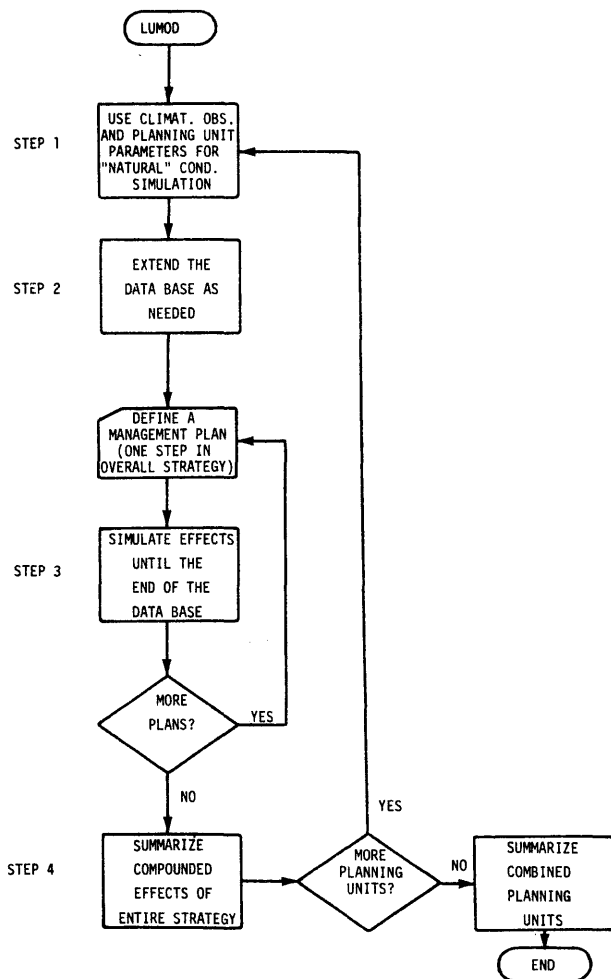 LUMOD
STEP 1
USE CLIMAT. OBS.
AND PLANNING UNIT
PARAMETERS FOR
"NATURAL" COND.
SIMULATION
STEP 2
EXTEND THE
DATA BASE AS
NEEDED
DEFINE A
MANAGEMENT PLAN
(ONE STEP IN
OVERALL STRATEGY)
STEP 3
SIMULATE EFFECTS
UNTIL THE
END OF THE
DATA BASE
MORE
PLANS?
YES
NO
STEP 4
SUMMARIZE
COMPOUNDED
EFFECTS OF
ENTIRE STRATEGY
YES
MORE
PLANNING
UNITS?
NO
SUMMARIZE
COMBINED
PLANNING
UNITS
END